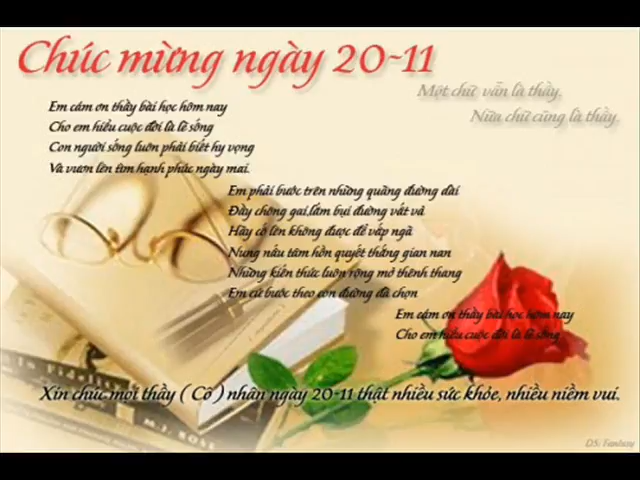 Chúc mừng ngày 20-11
Một chữ vẫn là thầy.
Nửa chữ cũng là thầy.
Em cám ơn thầy bài học hôm nay
Cho em hiểu cuộc đời là lẽ sống
Con người sống luôn phải biết hy vọng
Và vươn lên tìm hạnh phúc ngày mai.
Em phải bước trên những quãng đường dài
Đầy chông gai, lấm bụi đường vất vả
Hãy cố lên không được để vấp ngã
Nung nấu tâm hồn quyết thắng gian nan
Những kiến thức luôn rộng mở thênh thang
Em cứ bước theo con đường đã chọn
Em cám ơn thầy bài học hôm nay
Cho em hiểu cuộc đời là lẽ sống
Xin chúc mọi thầy ( Cô ) nhân ngày 20-11 thật nhiều sức khỏe, nhiều niềm vui.
M.J. ROSE
DS: Fantasy